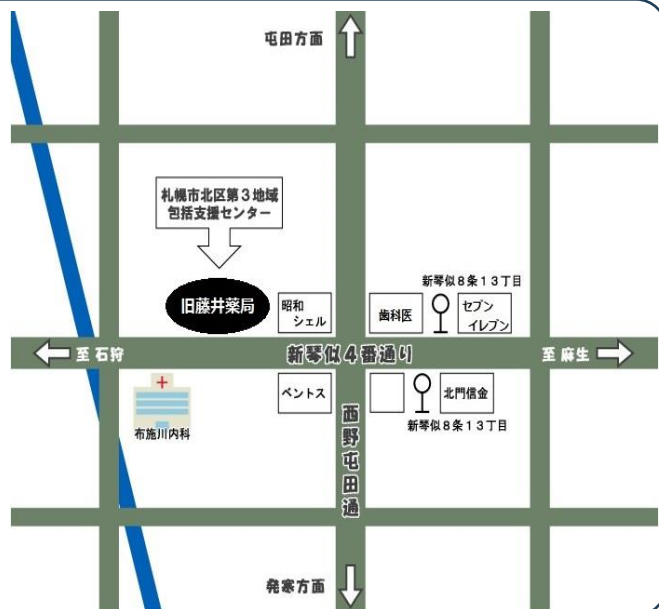 屯田方面
札幌市北区第３地域
包括支援センター
旧藤井薬局
昭和
シェル
歯科医
新琴似８条１３丁目
セブン
イレブン
至 石狩
新琴似４番通り
至 麻生
布施川内科
ベントス
北門信金
新琴似８条１３丁目
西野屯田通
発寒方面